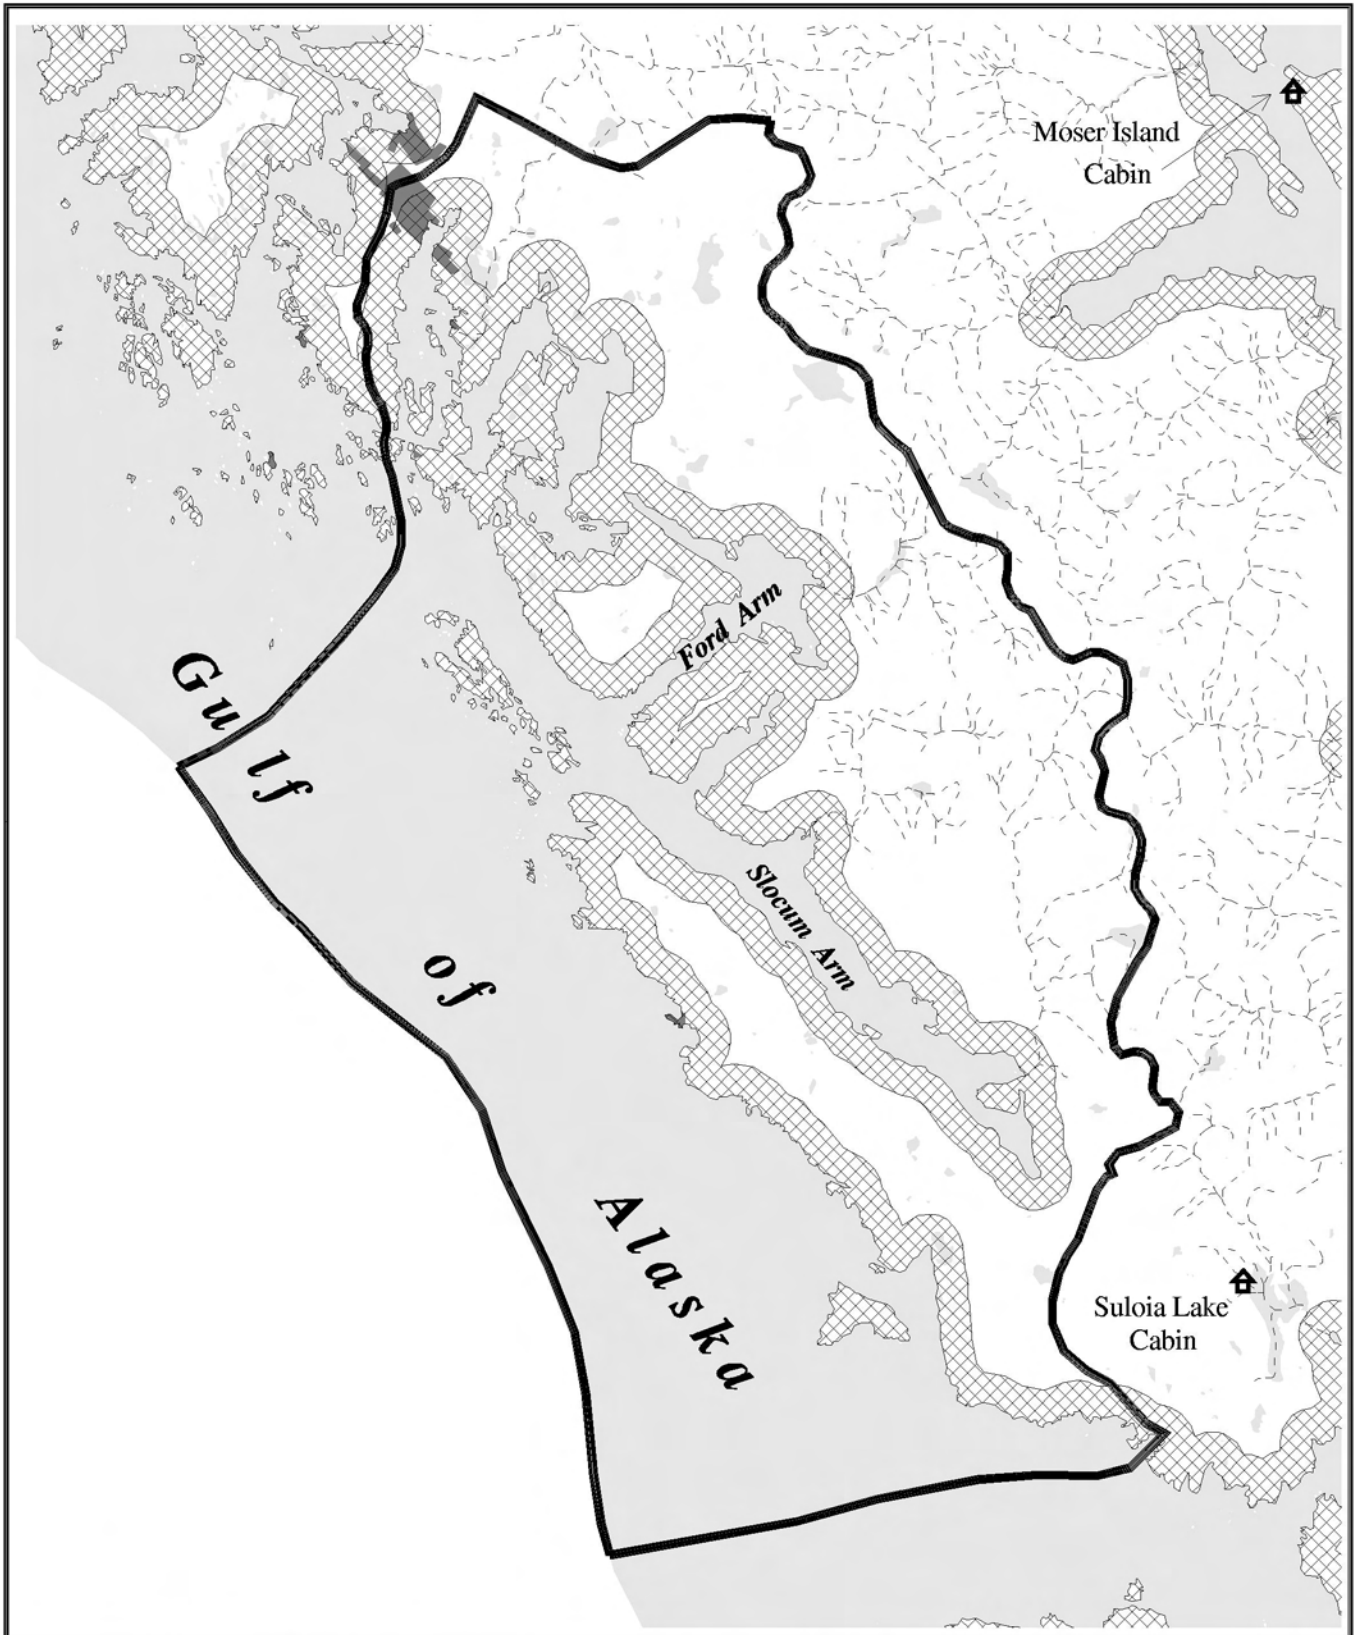 Moser Island
Cabin
Ford Arm
Gulf
Slocum Arm
of
Alaska
Suloia Lake
Cabin